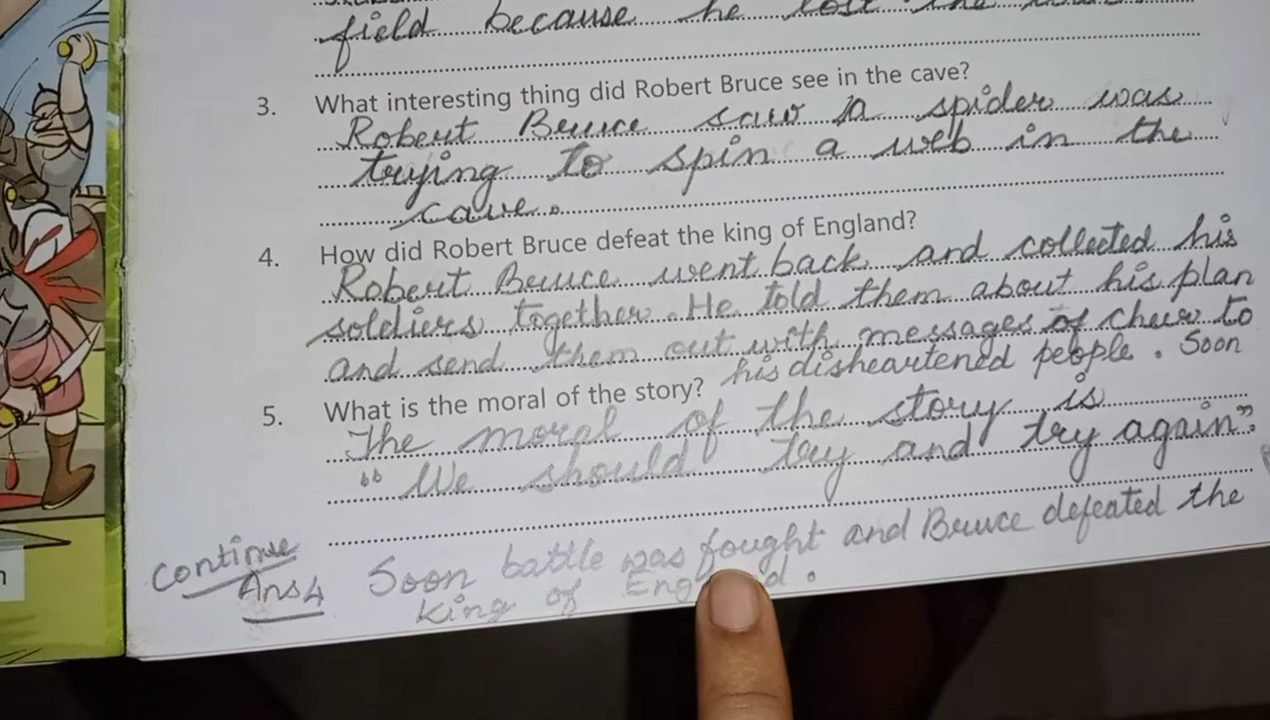 field because he lost the
3. What interesting thing did Robert Bruce see in the cave?
Robert Bruce saw a spider was
trying to spin a web in the
cave.
4. How did Robert Bruce defeat the king of England?
Robert Bruce went back and collected his
soldiers together. He told them about his plan
and send them out with messages of cheer to
his disheartened people. Soon
5. What is the moral of the story?
The moral of the story is
"We should try and try again".
Continue
Ans4
Soon battle was fought and Bruce defeated the
king of England.